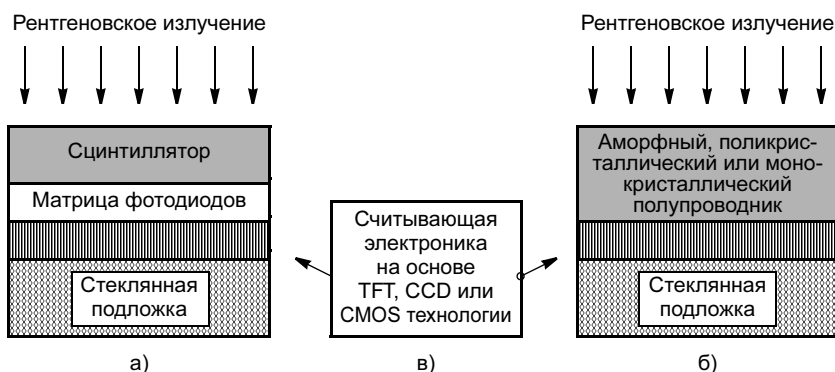 Рентгеновское излучение
Сцинтиллятор
Матрица фотодиодов
Стеклянная
подложка
а)
Считывающая
электроника
на основе
TFT, CCD или
CMOS технологии
в)
Рентгеновское излучение
Аморфный, поликрис-
таллический или моно-
кристаллический
полупроводник
Стеклянная
подложка
б)